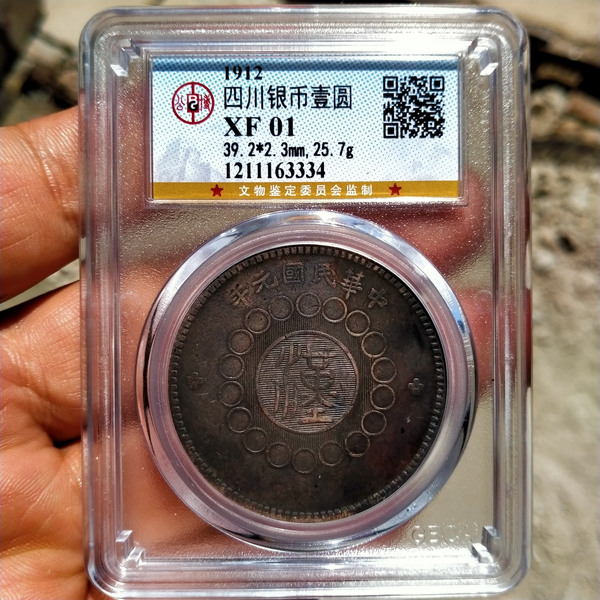 1912
四川银币壹圆
XF 01
39.2*2.3mm,25.7g
1211163334
★ 文物鉴定委员会监制 ★
年元國民華中
漢